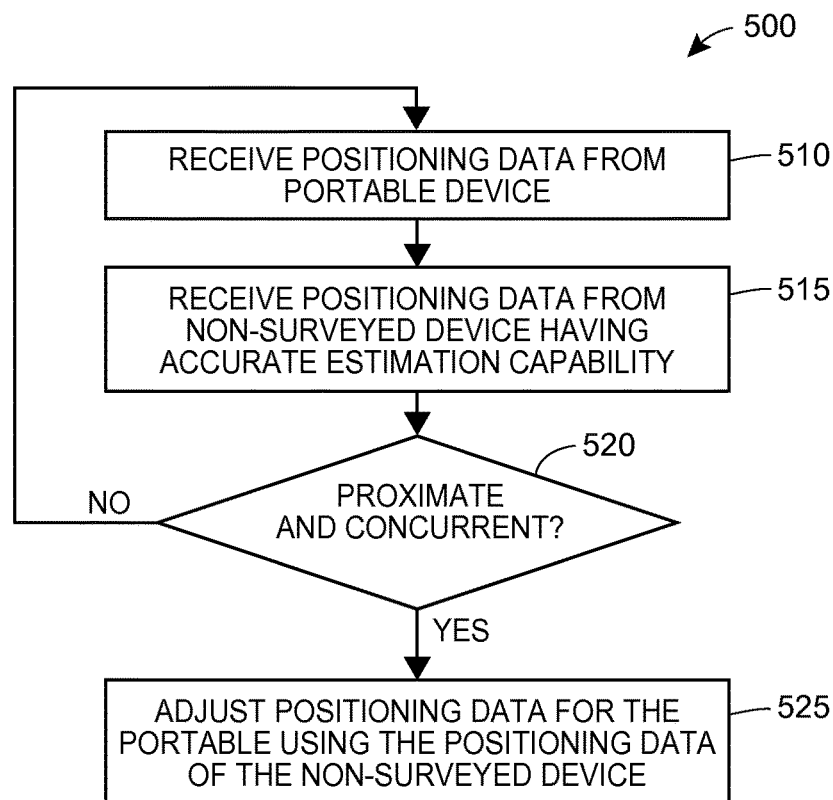 500
RECEIVE POSITIONING DATA FROM
PORTABLE DEVICE
510
RECEIVE POSITIONING DATA FROM
NON-SURVEYED DEVICE HAVING
ACCURATE ESTIMATION CAPABILITY
515
520
PROXIMATE
AND CONCURRENT?
NO
YES
ADJUST POSITIONING DATA FOR THE
PORTABLE USING THE POSITIONING DATA
OF THE NON-SURVEYED DEVICE
525